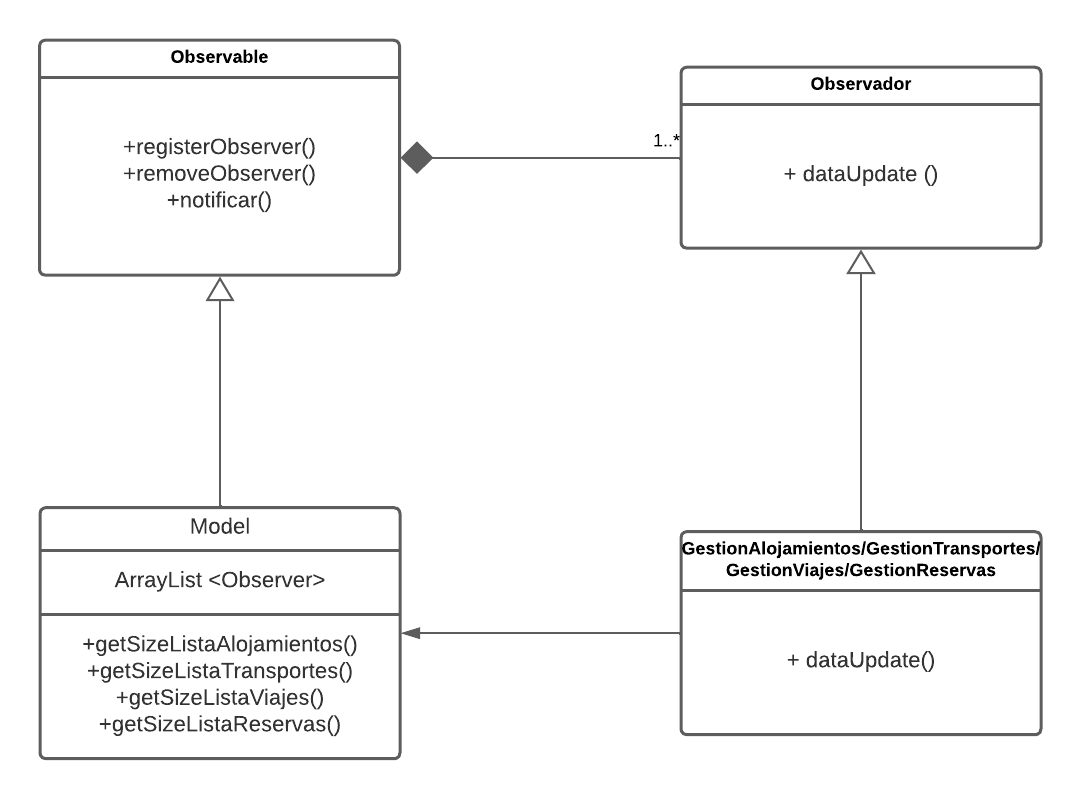 Observable
+registerObserver()
+removeObserver()
+notificar()
1..*
Observador
+ dataUpdate ()
Model
ArrayList <Observer>
+getSizeListaAlojamientos()
+getSizeListaTransportes()
+getSizeListaViajes()
+getSizeListaReservas()
GestionAlojamientos/GestionTransportes/
GestionViajes/GestionReservas
+ dataUpdate()